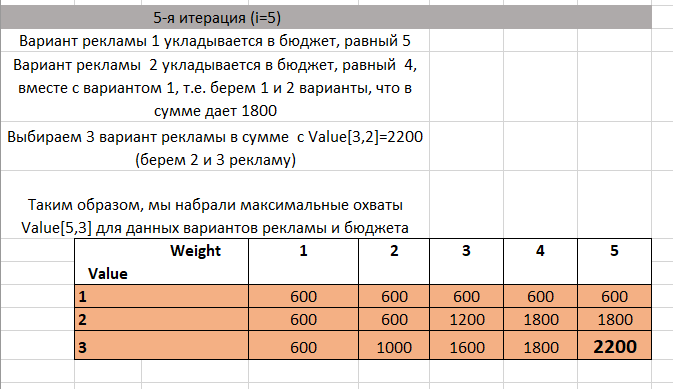 5-я итерация (i=5)
Вариант рекламы 1 укладывается в бюджет, равный 5
Вариант рекламы  2 укладывается в бюджет, равный  4,
вместе с вариантом 1, т.е. берем 1 и 2 варианты, что в
сумме дает 1800
Выбираем 3 вариант рекламы в сумме  с Value[3,2]=2200
(берем 2 и 3 рекламу)
Таким образом, мы набрали максимальные охваты
Value[5,3] для данных вариантов рекламы и бюджета
Weight 1 2 3 4 5
Value
1 600 600 600 600 600
2 600 600 1200 1800 1800
3 600 1000 1600 1800 2200